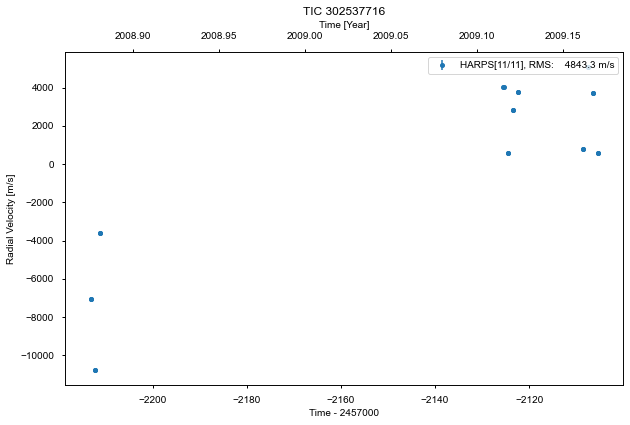 TIC 302537716
Time [Year]
2008.90 2008.95 2009.00 2009.05 2009.10 2009.15
HARPS[11/11], RMS: 4843.3 m/s
4000
2000
0
−2000
−4000
−6000
−8000
−10000
Radial Velocity [m/s]
−2200 −2180 −2160 −2140 −2120
Time - 2457000